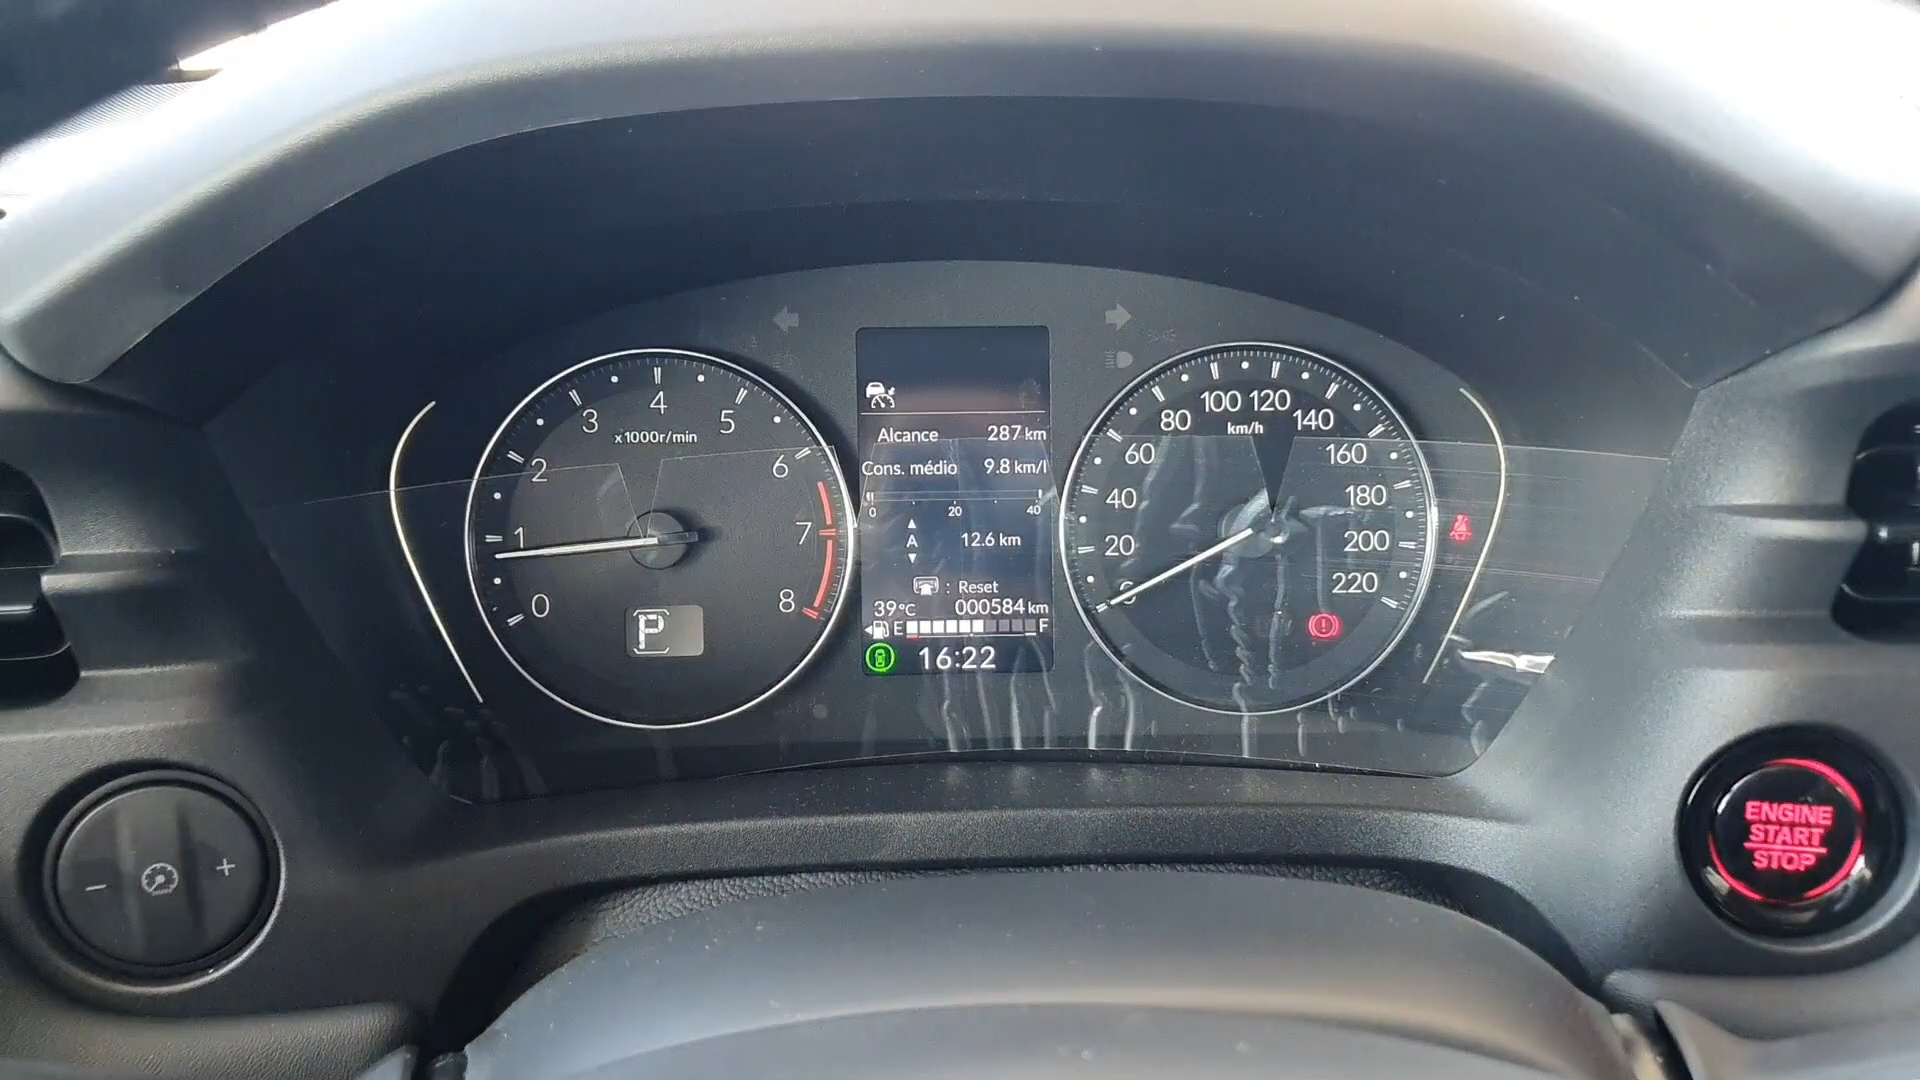 0 1 2 3 4 5 6 7 8
x1000r/min
P
Alcance 287 km
Cons. médio 9.8 km/l
0 20 40
A 12.6 km
: Reset
39°C 000584 km
E F
16:22
0 20 40 60 80 100 120 140 160 180 200 220
km/h
- +
ENGINE
START
STOP